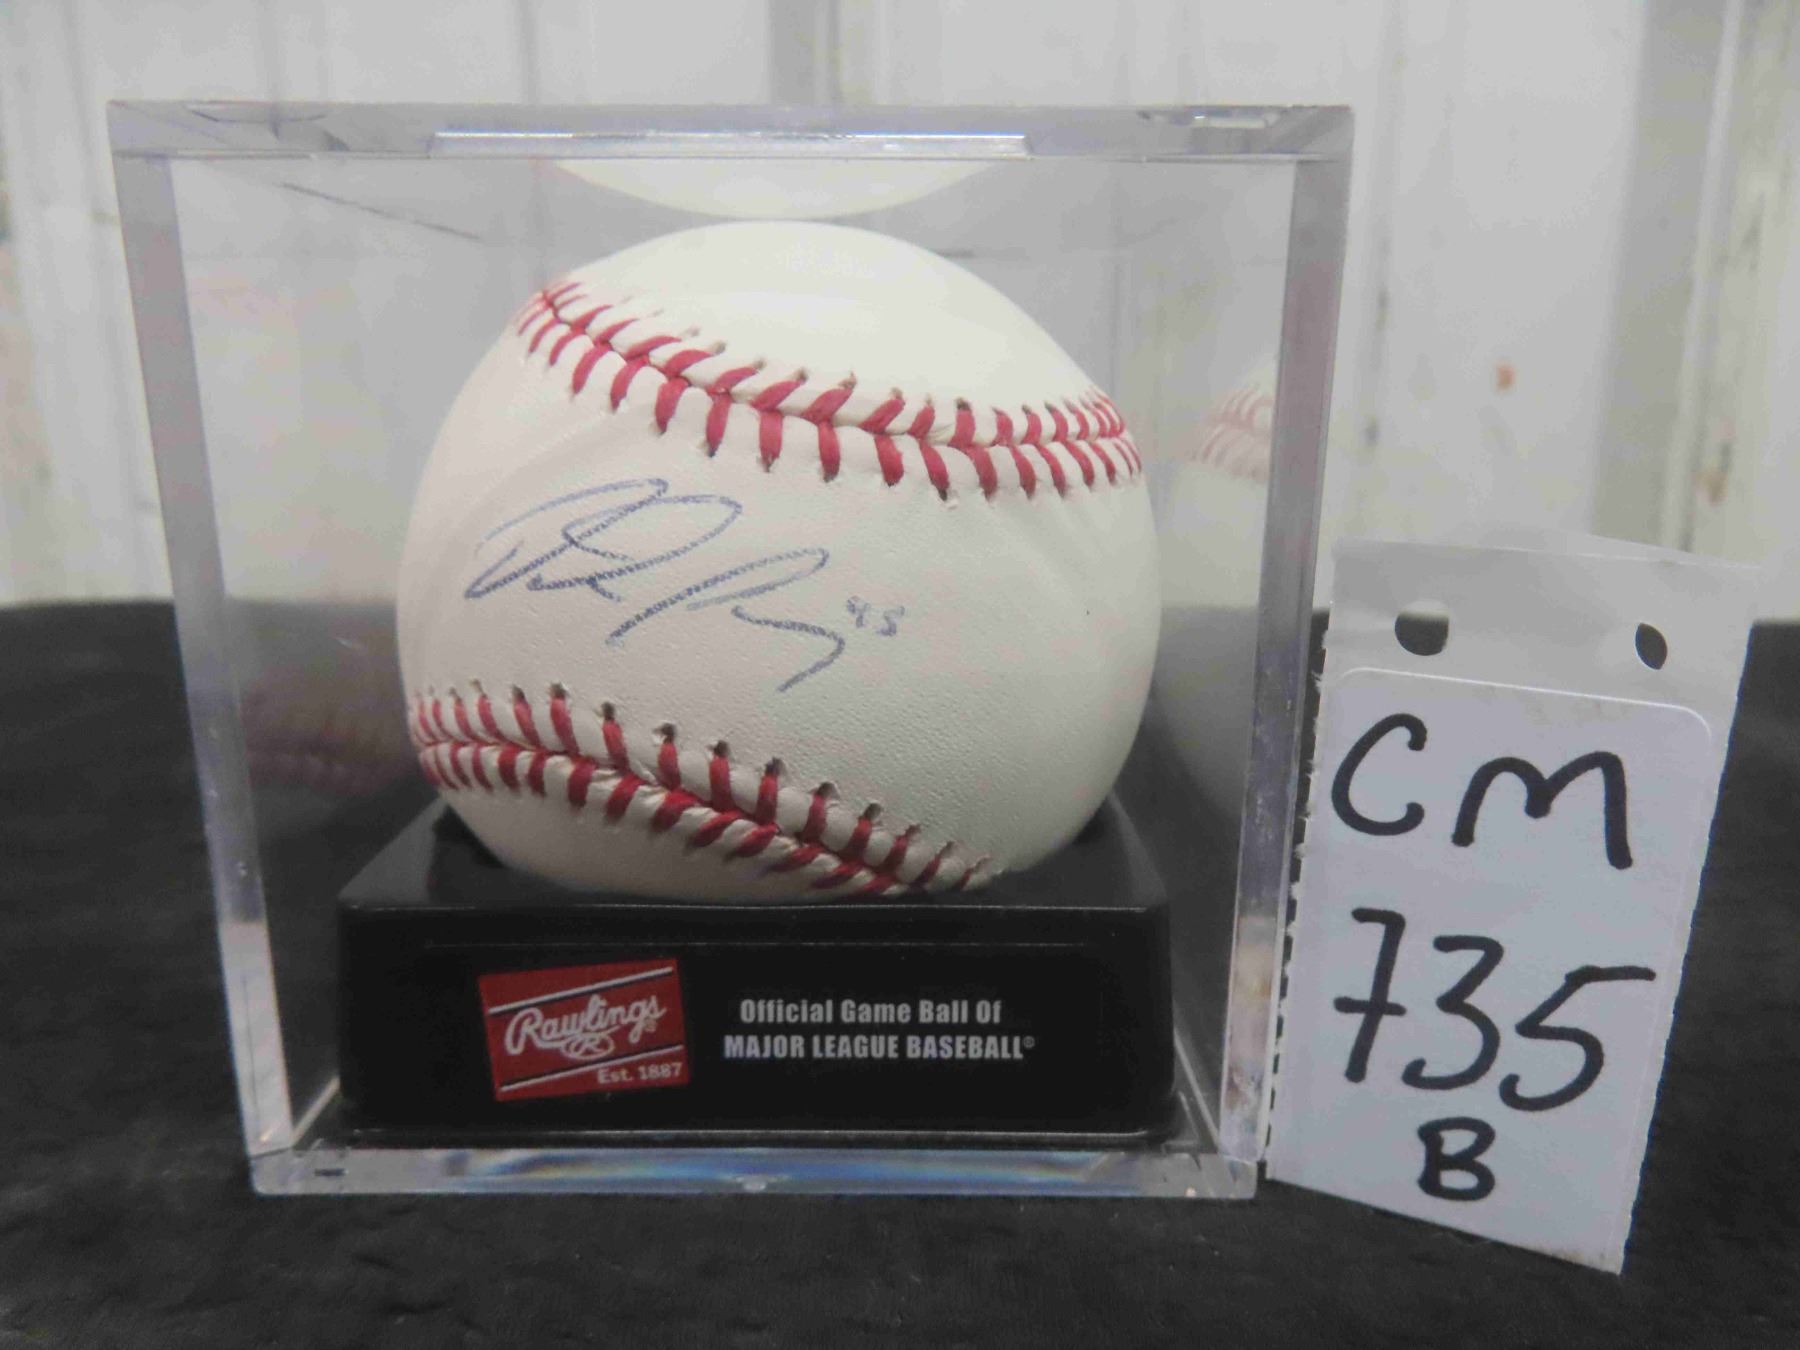 45
Rawlings
R
Est. 1887
Official Game Ball Of
MAJOR LEAGUE BASEBALL®
CM
735
B